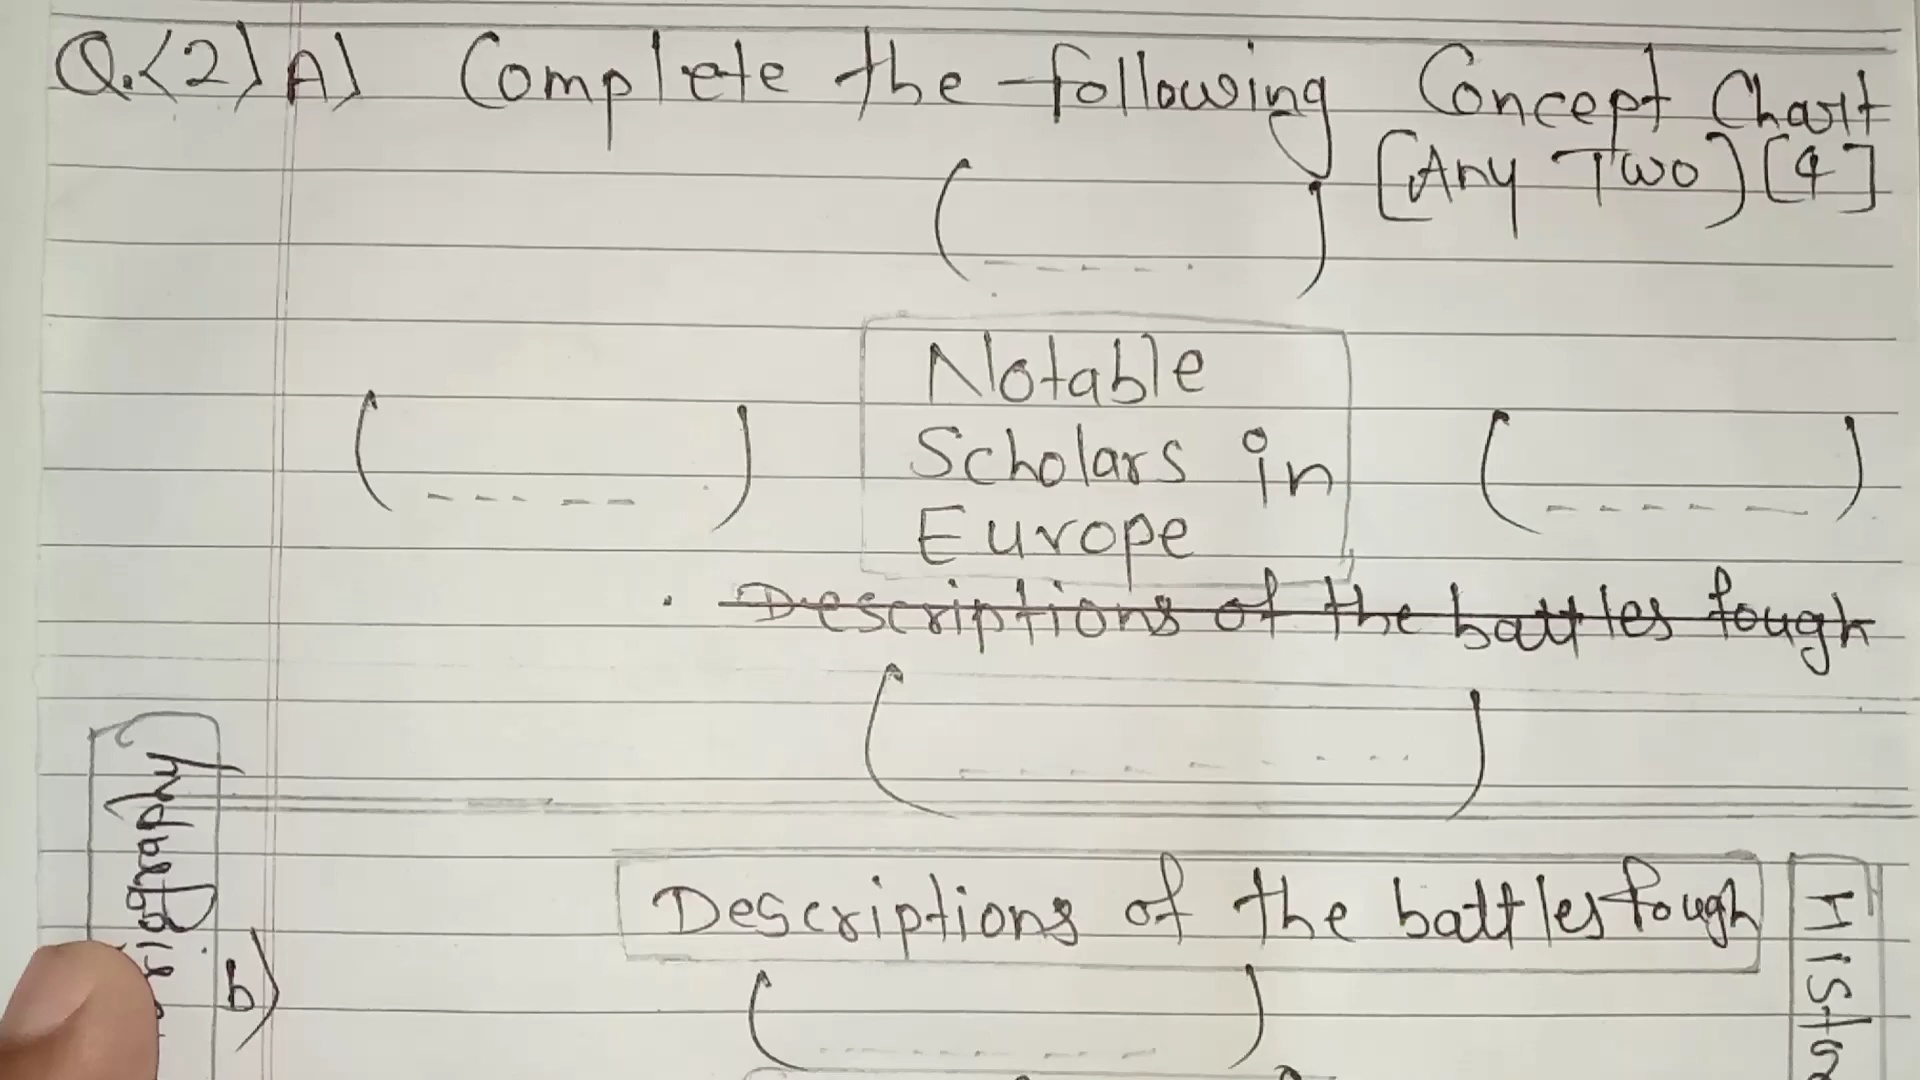 Q.(2) A) Complete the following Concept Chart
[Any Two) [4]
Notable
Scholars in
Europe
Descriptions of the battles fough
Descriptions of the battles fough
b)